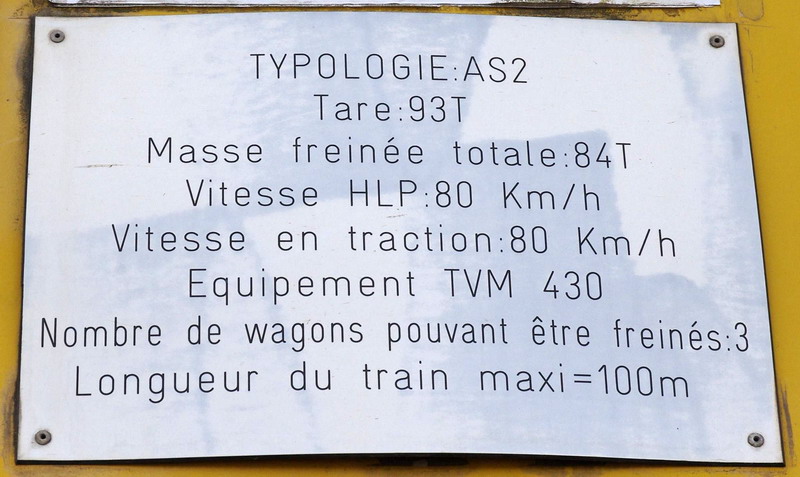 TYPOLOGIE:AS2
Tare:93T
Masse freinée totale:84T
Vitesse HLP:80 Km/h
Vitesse en traction:80 Km/h
Equipement TVM 430
Nombre de wagons pouvant être freinés:3
Longueur du train maxi=100m